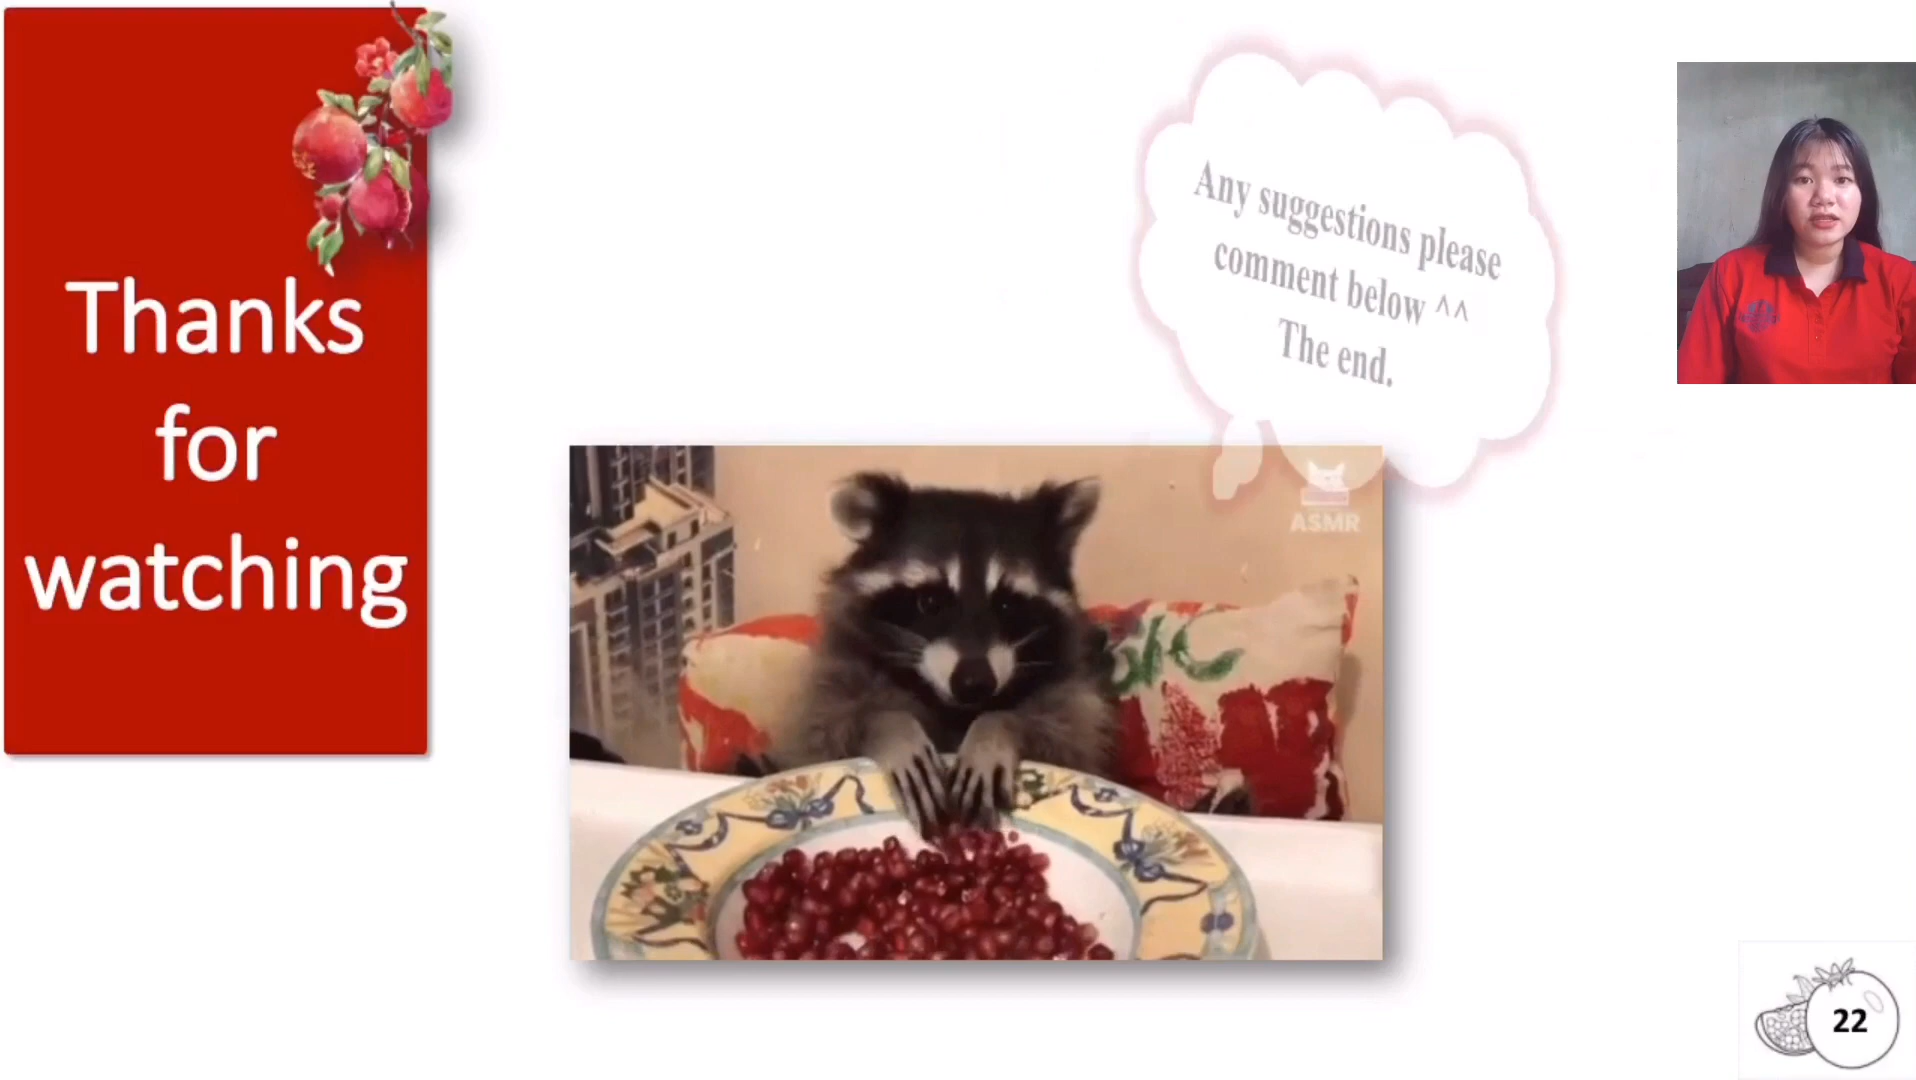 Thanks
for
watching
Any suggestions please
comment below ^^
The end.
ASMR
22